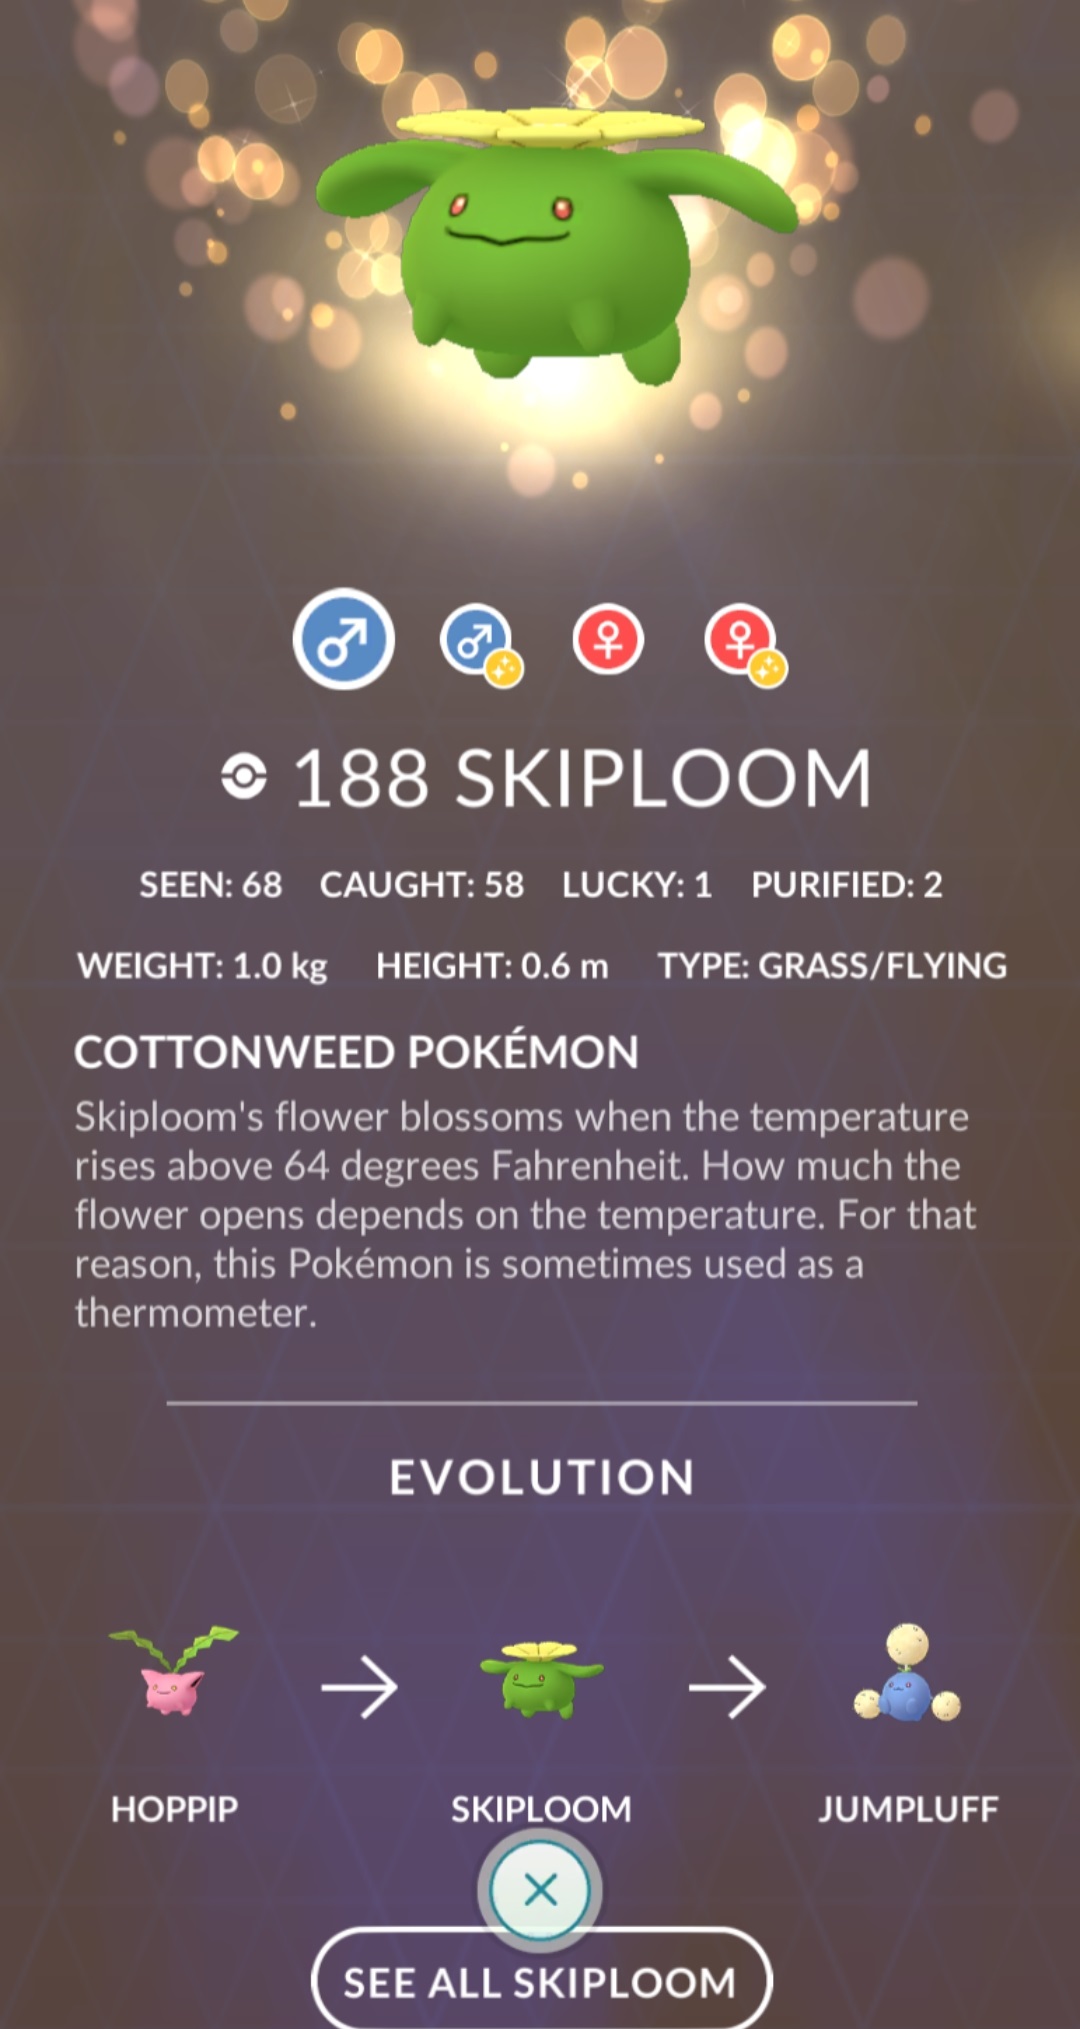 188 SKIPLOOM
SEEN: 68 CAUGHT: 58 LUCKY: 1 PURIFIED: 2
WEIGHT: 1.0 kg HEIGHT: 0.6 m TYPE: GRASS/FLYING
COTTONWEED POKÉMON
Skiploom's flower blossoms when the temperature
rises above 64 degrees Fahrenheit. How much the
flower opens depends on the temperature. For that
reason, this Pokémon is sometimes used as a
thermometer.
EVOLUTION
HOPPIP SKIPLOOM JUMPLUFF
SEE ALL SKIPLOOM